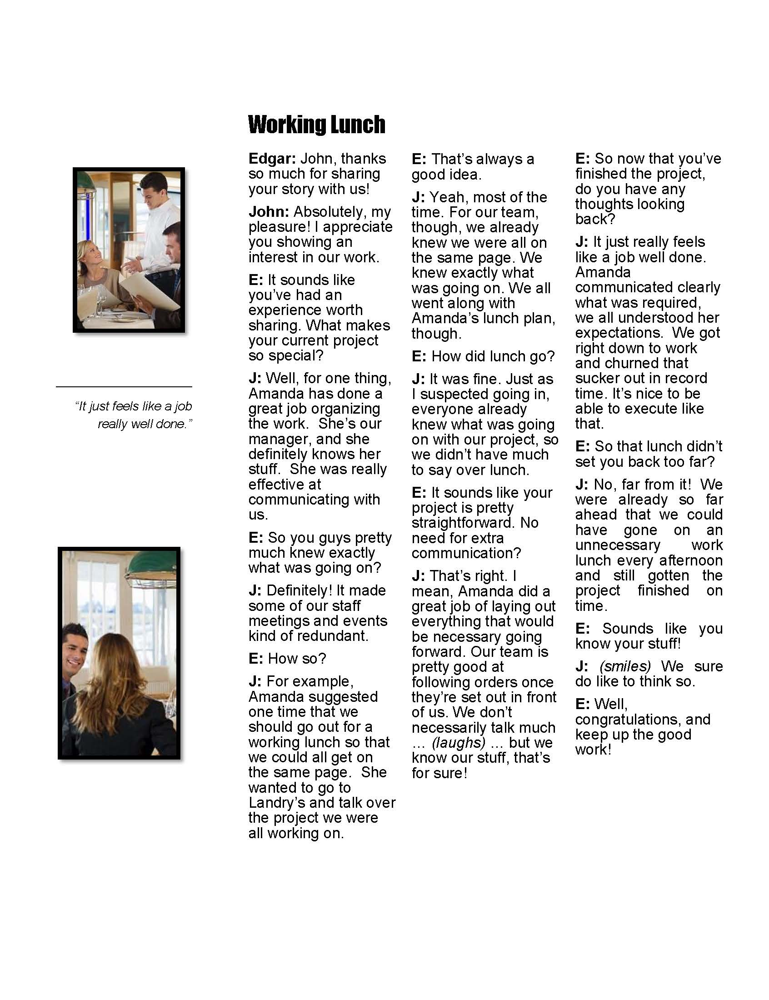 Working Lunch
Edgar: John, thanks
so much for sharing
your story with us!
John: Absolutely, my
pleasure! I appreciate
you showing an
interest in our work.
E: It sounds like
you’ve had an
experience worth
sharing. What makes
your current project
so special?
J: Well, for one thing,
Amanda has done a
great job organizing
the work.  She’s our
manager, and she
definitely knows her
stuff.  She was really
effective at
communicating with
us.
E: So you guys pretty
much knew exactly
what was going on?
J: Definitely! It made
some of our staff
meetings and events
kind of redundant.
E: How so?
J: For example,
Amanda suggested
one time that we
should go out for a
working lunch so that
we could all get on
the same page.  She
wanted to go to
Landry’s and talk over
the project we were
all working on.
E: That’s always a
good idea.
J: Yeah, most of the
time. For our team,
though, we already
knew we were all on
the same page. We
knew exactly what
was going on. We all
went along with
Amanda’s lunch plan,
though.
E: How did lunch go?
J: It was fine. Just as
I suspected going in,
everyone already
knew what was going
on with our project, so
we didn’t have much
to say over lunch.
E: It sounds like your
project is pretty
straightforward. No
need for extra
communication?
J: That’s right. I
mean, Amanda did a
great job of laying out
everything that would
be necessary going
forward. Our team is
pretty good at
following orders once
they’re set out in front
of us. We don’t
necessarily talk much
... (laughs) ... but we
know our stuff, that’s
for sure!
E: So now that you’ve
finished the project,
do you have any
thoughts looking
back?
J: It just really feels
like a job well done.
Amanda
communicated clearly
what was required,
we all understood her
expectations.  We got
right down to work
and churned that
sucker out in record
time. It’s nice to be
able to execute like
that.
E: So that lunch didn’t
set you back too far?
J: No, far from it!  We
were already so far
ahead that we could
have gone on an
unnecessary work
lunch every afternoon
and still gotten the
project finished on
time.
E: Sounds like you
know your stuff!
J: (smiles) We sure
do like to think so.
E: Well,
congratulations, and
keep up the good
work!
“It just feels like a job
really well done.”